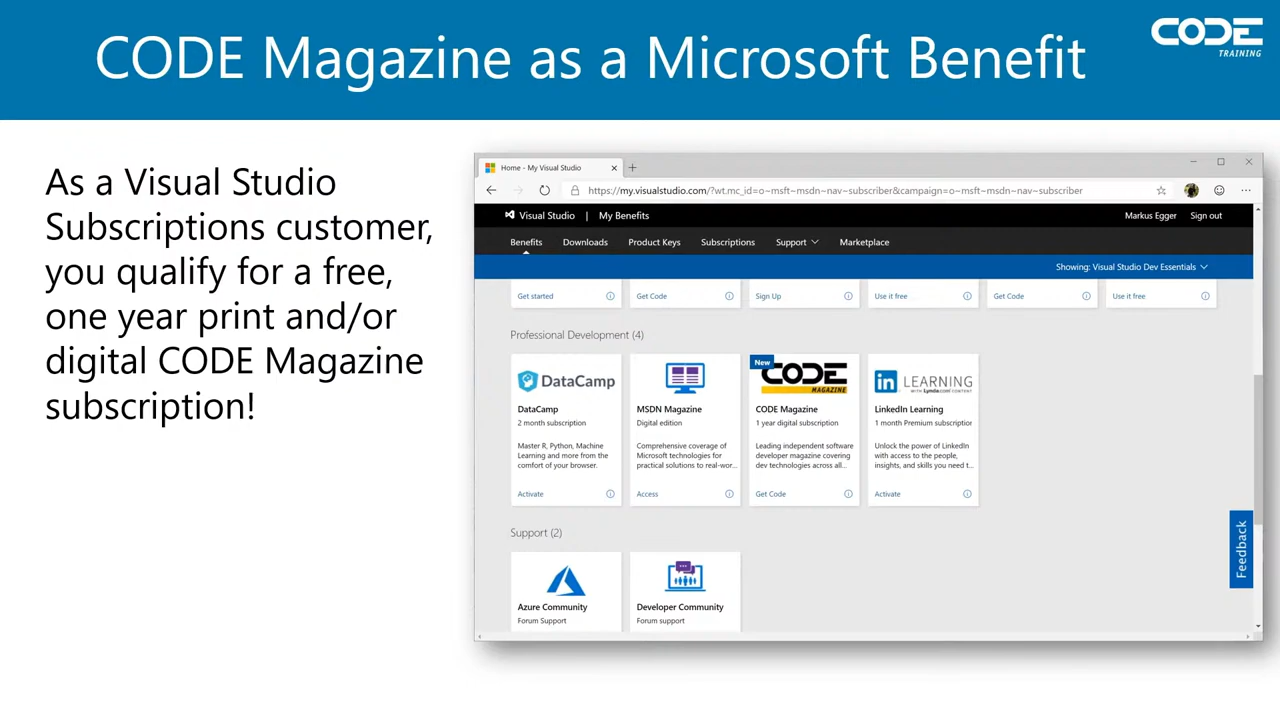 CODE Magazine as a Microsoft Benefit
CODE
TRAINING
As a Visual Studio
Subscriptions customer,
you qualify for a free,
one year print and/or
digital CODE Magazine
subscription!
Home - My Visual Studio
https://my.visualstudio.com/?wt.mc_id=o~msft~msdn~nav~subscriber&campaign=o~msft~msdn~nav~subscriber
Visual Studio | My Benefits
Markus Egger Sign out
Benefits Downloads Product Keys Subscriptions Support Marketplace
Showing: Visual Studio Dev Essentials
Get started Get Code Sign Up Use it free Get Code Use it free
Professional Development (4)
DataCamp
DataCamp
2 month subscription
Master R, Python, Machine
Learning and more from the
comfort of your browser.
Activate
MSDN Magazine
Digital edition
Comprehensive coverage of
Microsoft technologies for
practical solutions to real-wor...
Access
New
CODE
MAGAZINE
CODE Magazine
1 year digital subscription
Leading independent software
developer magazine covering
dev technologies across all...
Get Code
in LEARNING
WITH Lynda.com CONTENT
LinkedIn Learning
1 month Premium subscription
Unlock the power of LinkedIn
with access to the people,
insights, and skills you need t...
Activate
Support (2)
Azure Community
Forum Support
Developer Community
Forum support
Feedback